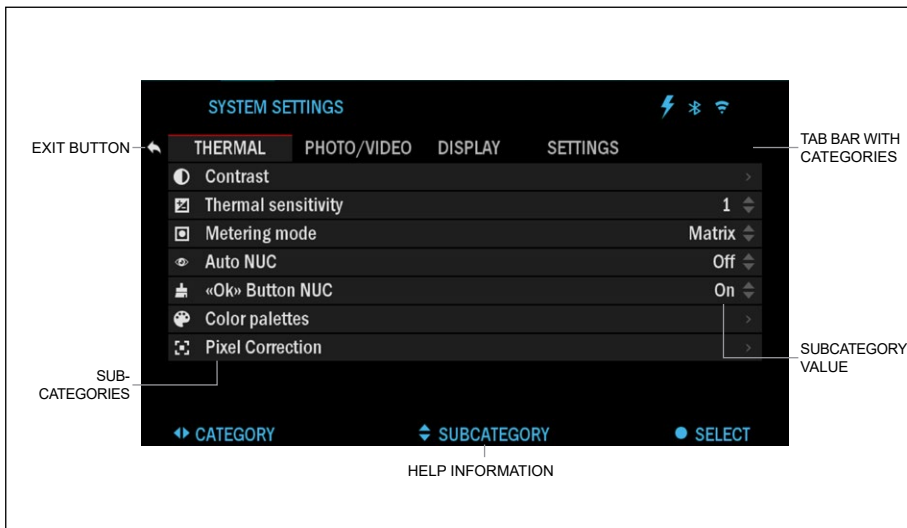 SYSTEM SETTINGS
EXIT BUTTON
THERMAL PHOTO/VIDEO DISPLAY SETTINGS
TAB BAR WITH
CATEGORIES
Contrast
Thermal sensitivity 1
Metering mode Matrix
Auto NUC Off
«Ok» Button NUC On
Color palettes
Pixel Correction
SUBCATEGORY
VALUE
SUB-
CATEGORIES
CATEGORY SUBCATEGORY SELECT
HELP INFORMATION